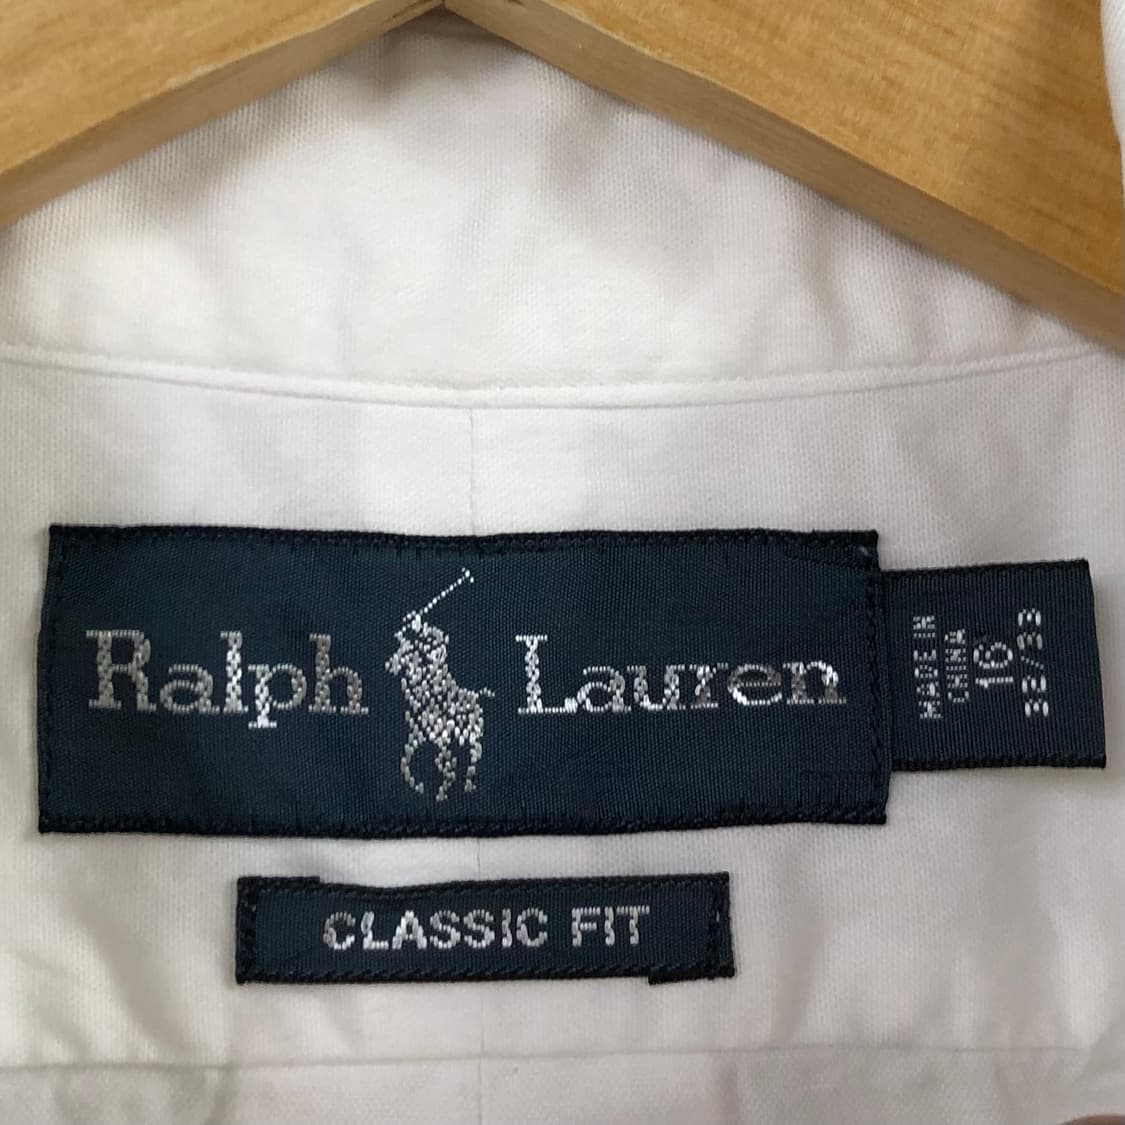 Ralph Lauren
MADE IN
CHINA
16
32/33
CLASSIC FIT